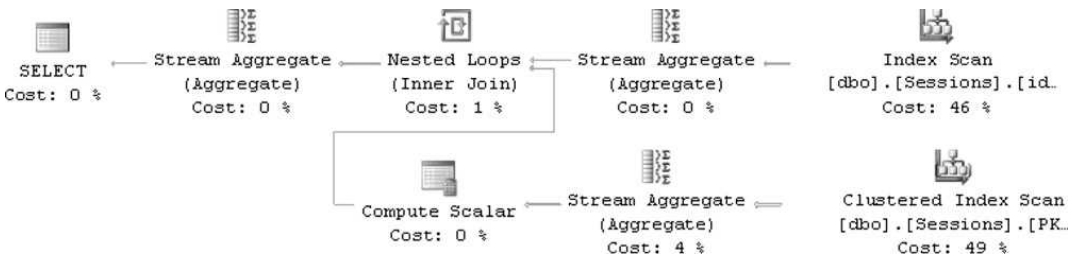 SELECT
Cost: 0 %
Stream Aggregate
(Aggregate)
Cost: 0 %
Nested Loops
(Inner Join)
Cost: 1 %
Stream Aggregate
(Aggregate)
Cost: 0 %
Index Scan
[dbo].[Sessions].[id…
Cost: 46 %
Compute Scalar
Cost: 0 %
Stream Aggregate
(Aggregate)
Cost: 4 %
Clustered Index Scan
[dbo].[Sessions].[PK…
Cost: 49 %